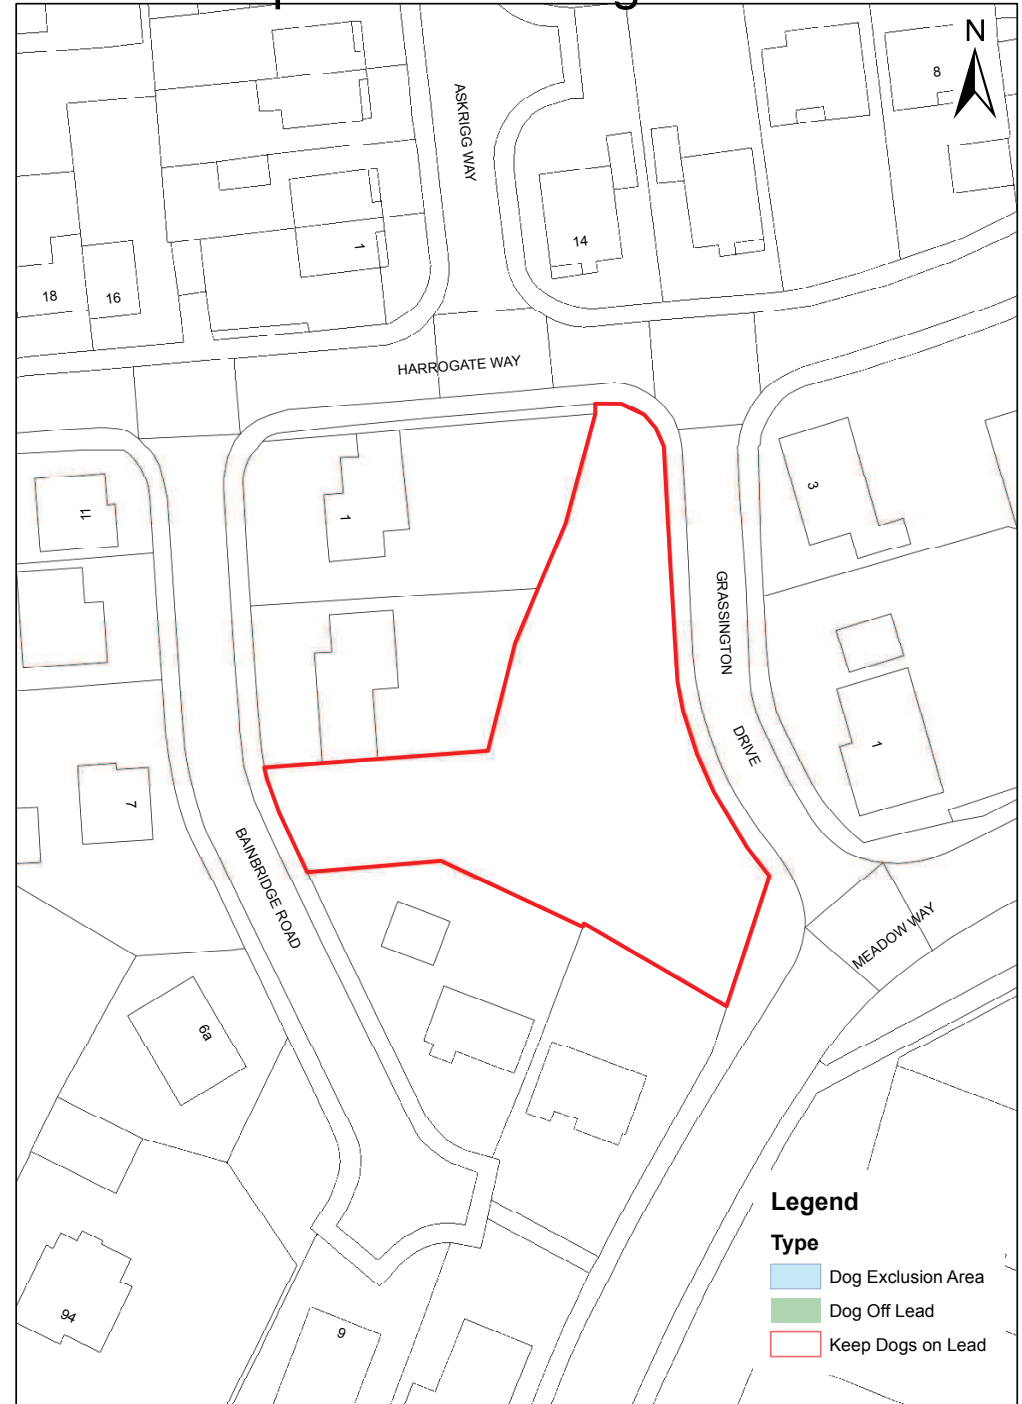 N
8
ASKRIGG WAY
14
1
18
16
HARROGATE WAY
11
1
3
GRASSINGTON
DRIVE
1
7
BAINBRIDGE ROAD
MEADOW WAY
6a
94
9
Legend
Type
Dog Exclusion Area
Dog Off Lead
Keep Dogs on Lead